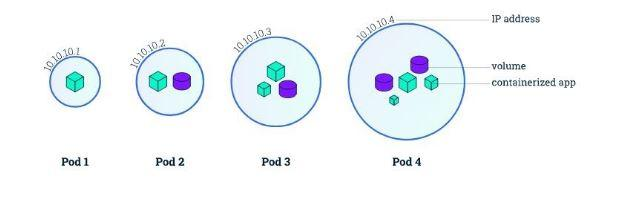 10.10.10.1
10.10.10.2
10.10.10.3
10.10.10.4
IP address
volume
containerized app
Pod 1
Pod 2
Pod 3
Pod 4